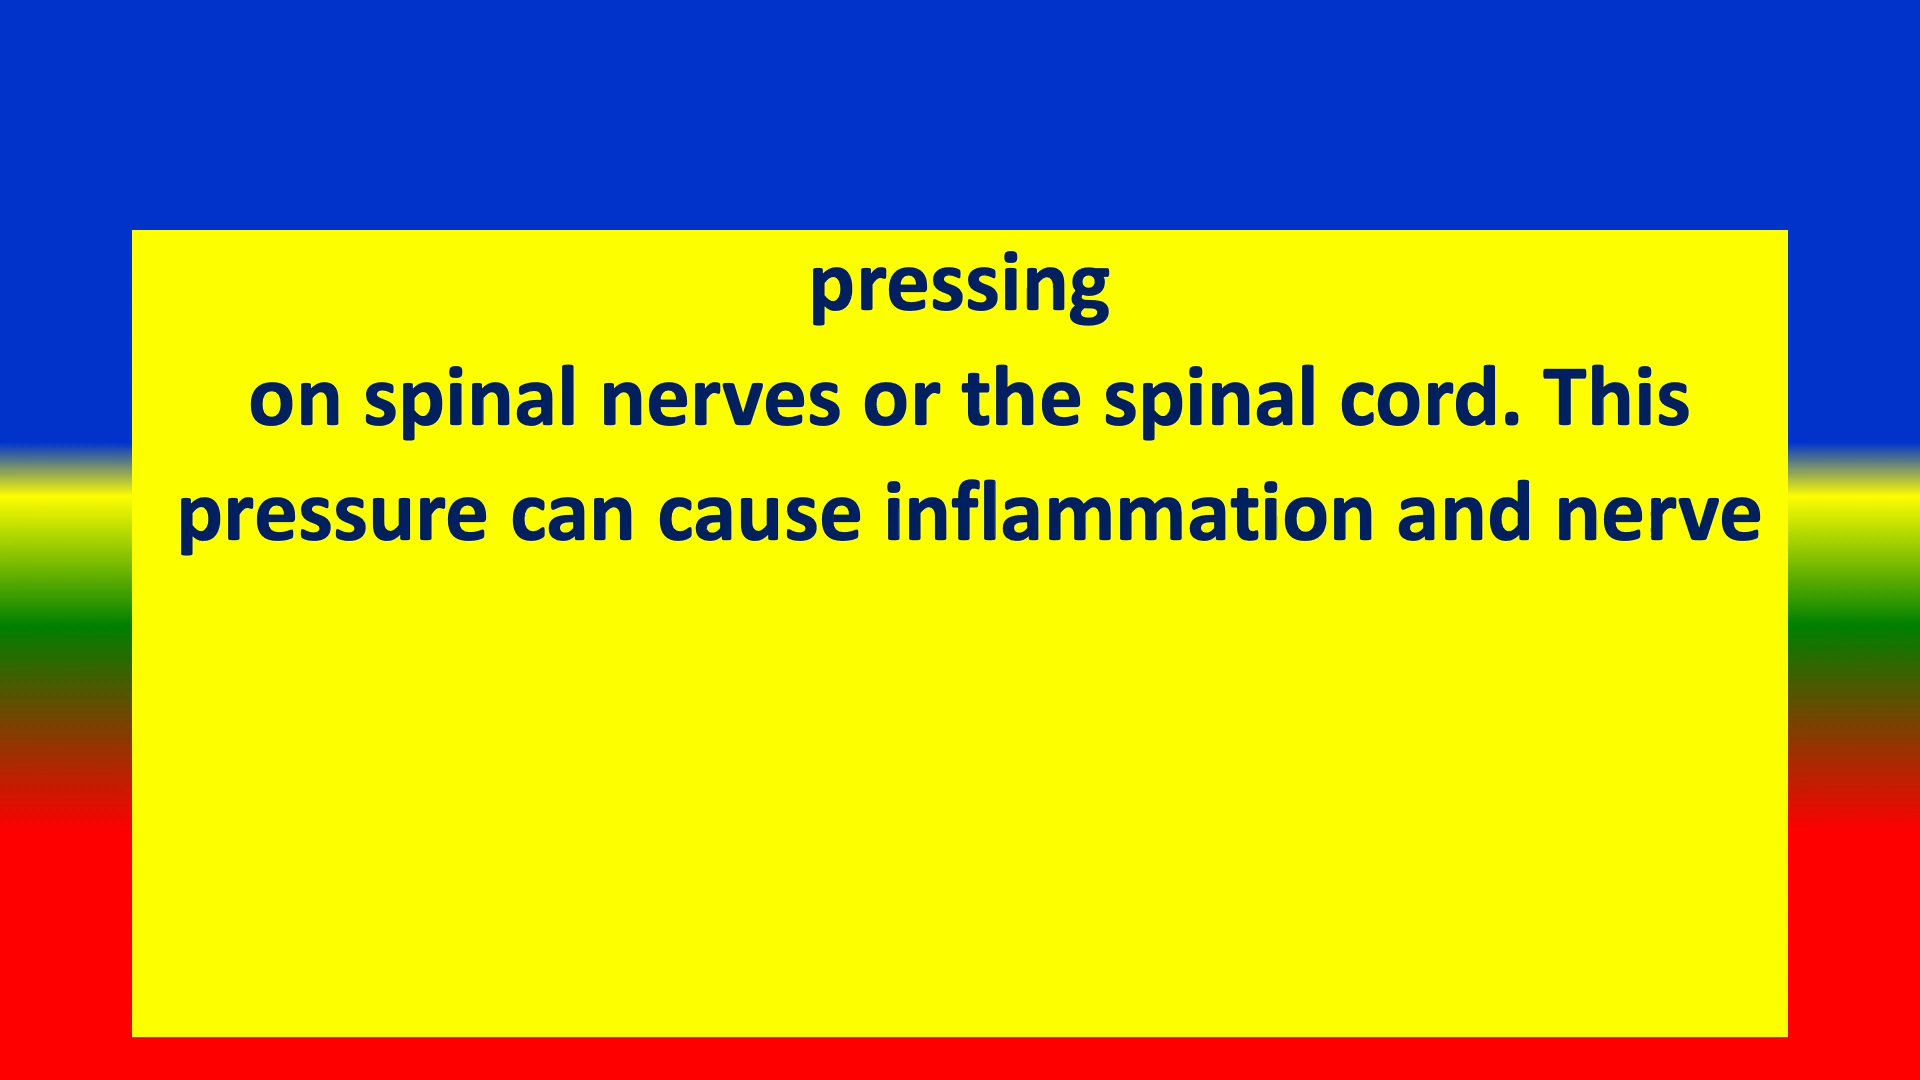 pressing
on spinal nerves or the spinal cord. This
pressure can cause inflammation and nerve